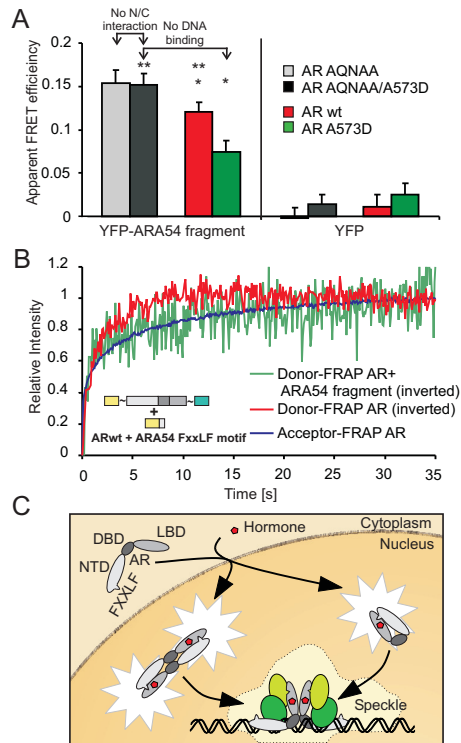 A
No N/C
interaction
No DNA
binding
**
**
*
*
AR AQNAA
AR AQNAA/A573D
AR wt
AR A573D
Apparent FRET efficieincy
0.15
0.1
0.05
0
YFP-ARA54 fragment
YFP
B
Relative Intensity
1.2
1
0.8
0.6
0.4
0.2
0
Donor-FRAP AR+
ARA54 fragment (inverted)
Donor-FRAP AR (inverted)
Acceptor-FRAP AR
~
~
+
ARwt + ARA54 FxxLF motif
0 5 10 15 20 25 30 35
Time [s]
C
Hormone
Cytoplasm
Nucleus
LBD
DBD
AR
NTD
FXXLF
Speckle